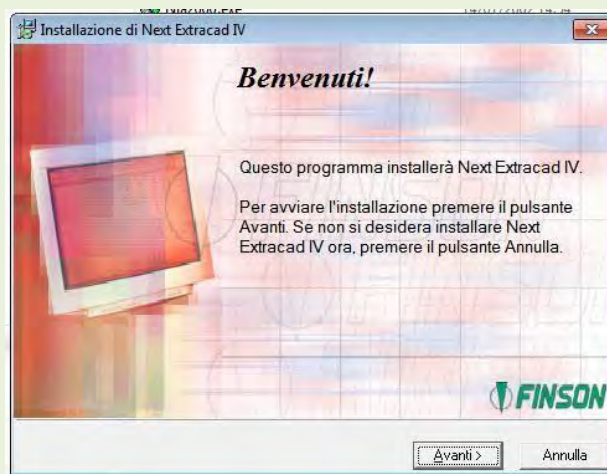 Installazione di Next Extracad IV
Benvenuti!
Questo programma installerà Next Extracad IV.
Per avviare l'installazione premere il pulsante
Avanti. Se non si desidera installare Next
Extracad IV ora, premere il pulsante Annulla.
FINSON
FINSON
Avanti >
Annulla